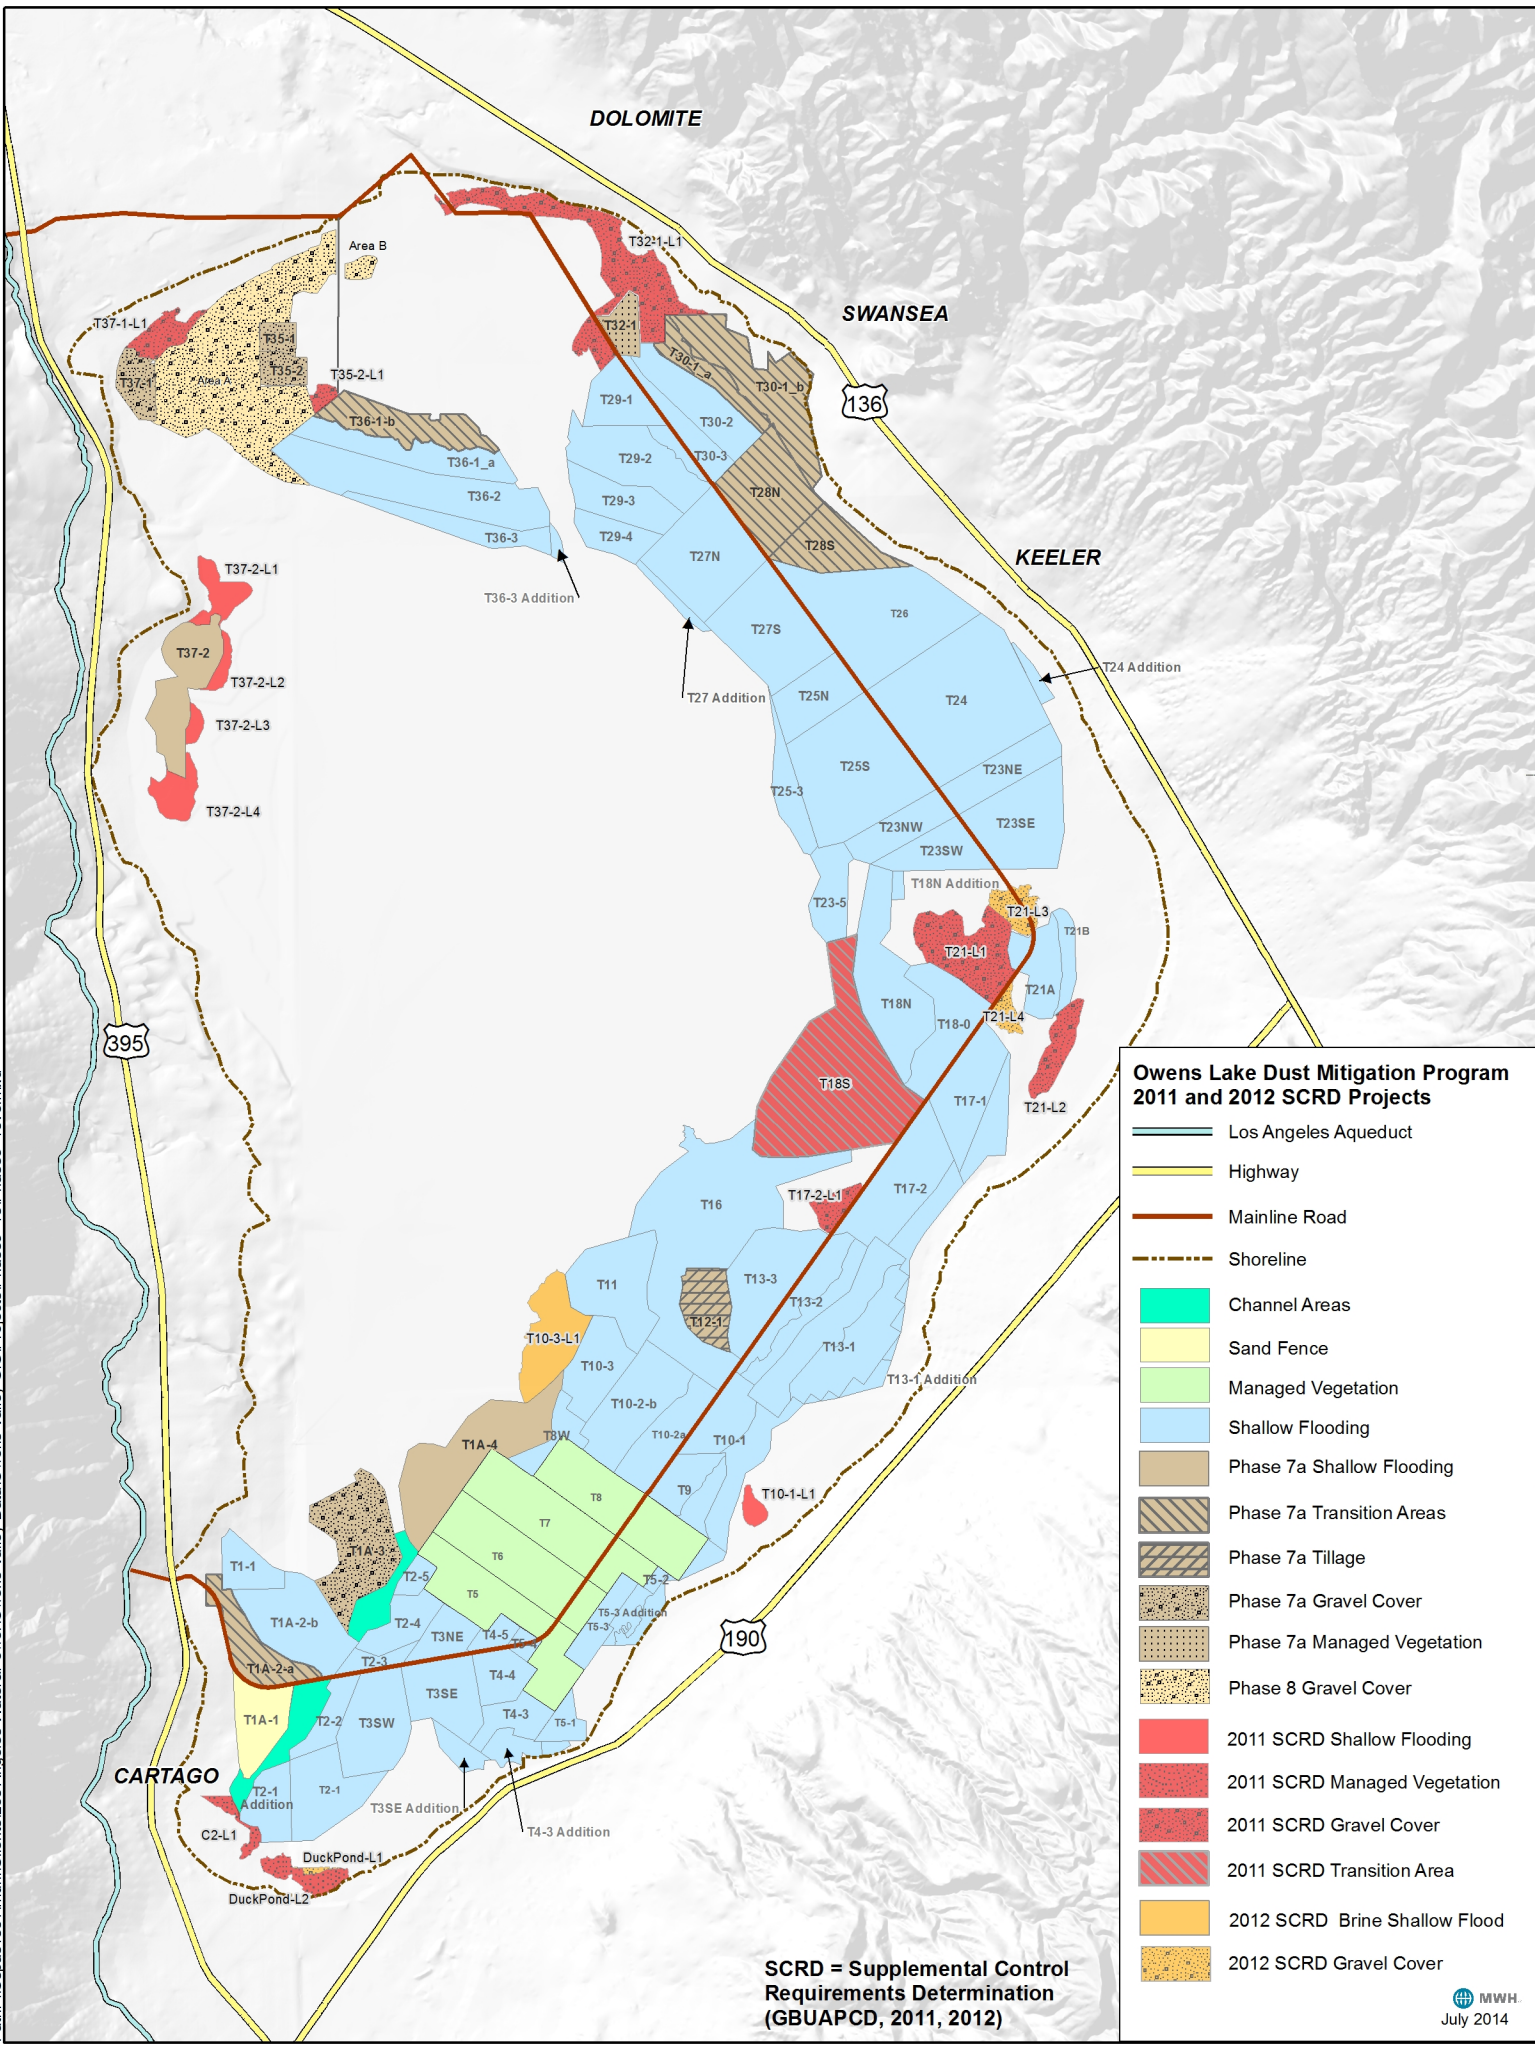 DOLOMITE
Area B
T32-1-L1
SWANSEA
T37-1-L1
T32-1
T35-1
T30-1_a
T35-2
T35-2-L1
Area A
T37-1
T30-1_b
136
T29-1
T36-1-b
T30-2
T30-3
T29-2
T36-1_a
T36-2
T28N
T29-3
T36-3
T29-4
T28S
T27N
KEELER
T37-2-L1
T36-3 Addition
T26
T27S
T37-2
T24 Addition
T37-2-L2
T25N
T27 Addition
T24
T37-2-L3
T25S
T23NE
T25-3
T37-2-L4
T23NW
T23SE
T23SW
T18N Addition
T23-5
T21-L3
T21B
T21-L1
T21A
T18N
T21-L4
T18-0
395
T18S
T17-1
T21-L2
T17-2-L1
T17-2
T16
T11
T13-3
T13-2
T12-1
T10-3-L1
T13-1
T10-3
T13-1 Addition
T10-2-b
T8W
T10-2a
T10-1
T1A-4
T9
T10-1-L1
T8
T7
T1A-3
T6
T1-1
T2-5
T5-2
T5
T5-3 Addition
T1A-2-b
T2-4
T5-3
T3NE
T4-5
T5-4
190
T2-3
T1A-2-a
T4-4
T3SE
T1A-1
T2-2
T3SW
T4-3
T5-1
CARTAGO
T2-1
Addition
T2-1
T3SE Addition
T4-3 Addition
C2-L1
DuckPond-L1
DuckPond-L2
SCRD = Supplemental Control
Requirements Determination
(GBUAPCD, 2011, 2012)
Owens Lake Dust Mitigation Program
2011 and 2012 SCRD Projects
Los Angeles Aqueduct
Highway
Mainline Road
Shoreline
Channel Areas
Sand Fence
Managed Vegetation
Shallow Flooding
Phase 7a Shallow Flooding
Phase 7a Transition Areas
Phase 7a Tillage
Phase 7a Gravel Cover
Phase 7a Managed Vegetation
Phase 8 Gravel Cover
2011 SCRD Shallow Flooding
2011 SCRD Managed Vegetation
2011 SCRD Gravel Cover
2011 SCRD Transition Area
2012 SCRD Brine Shallow Flood
2012 SCRD Gravel Cover
MWH
July 2014